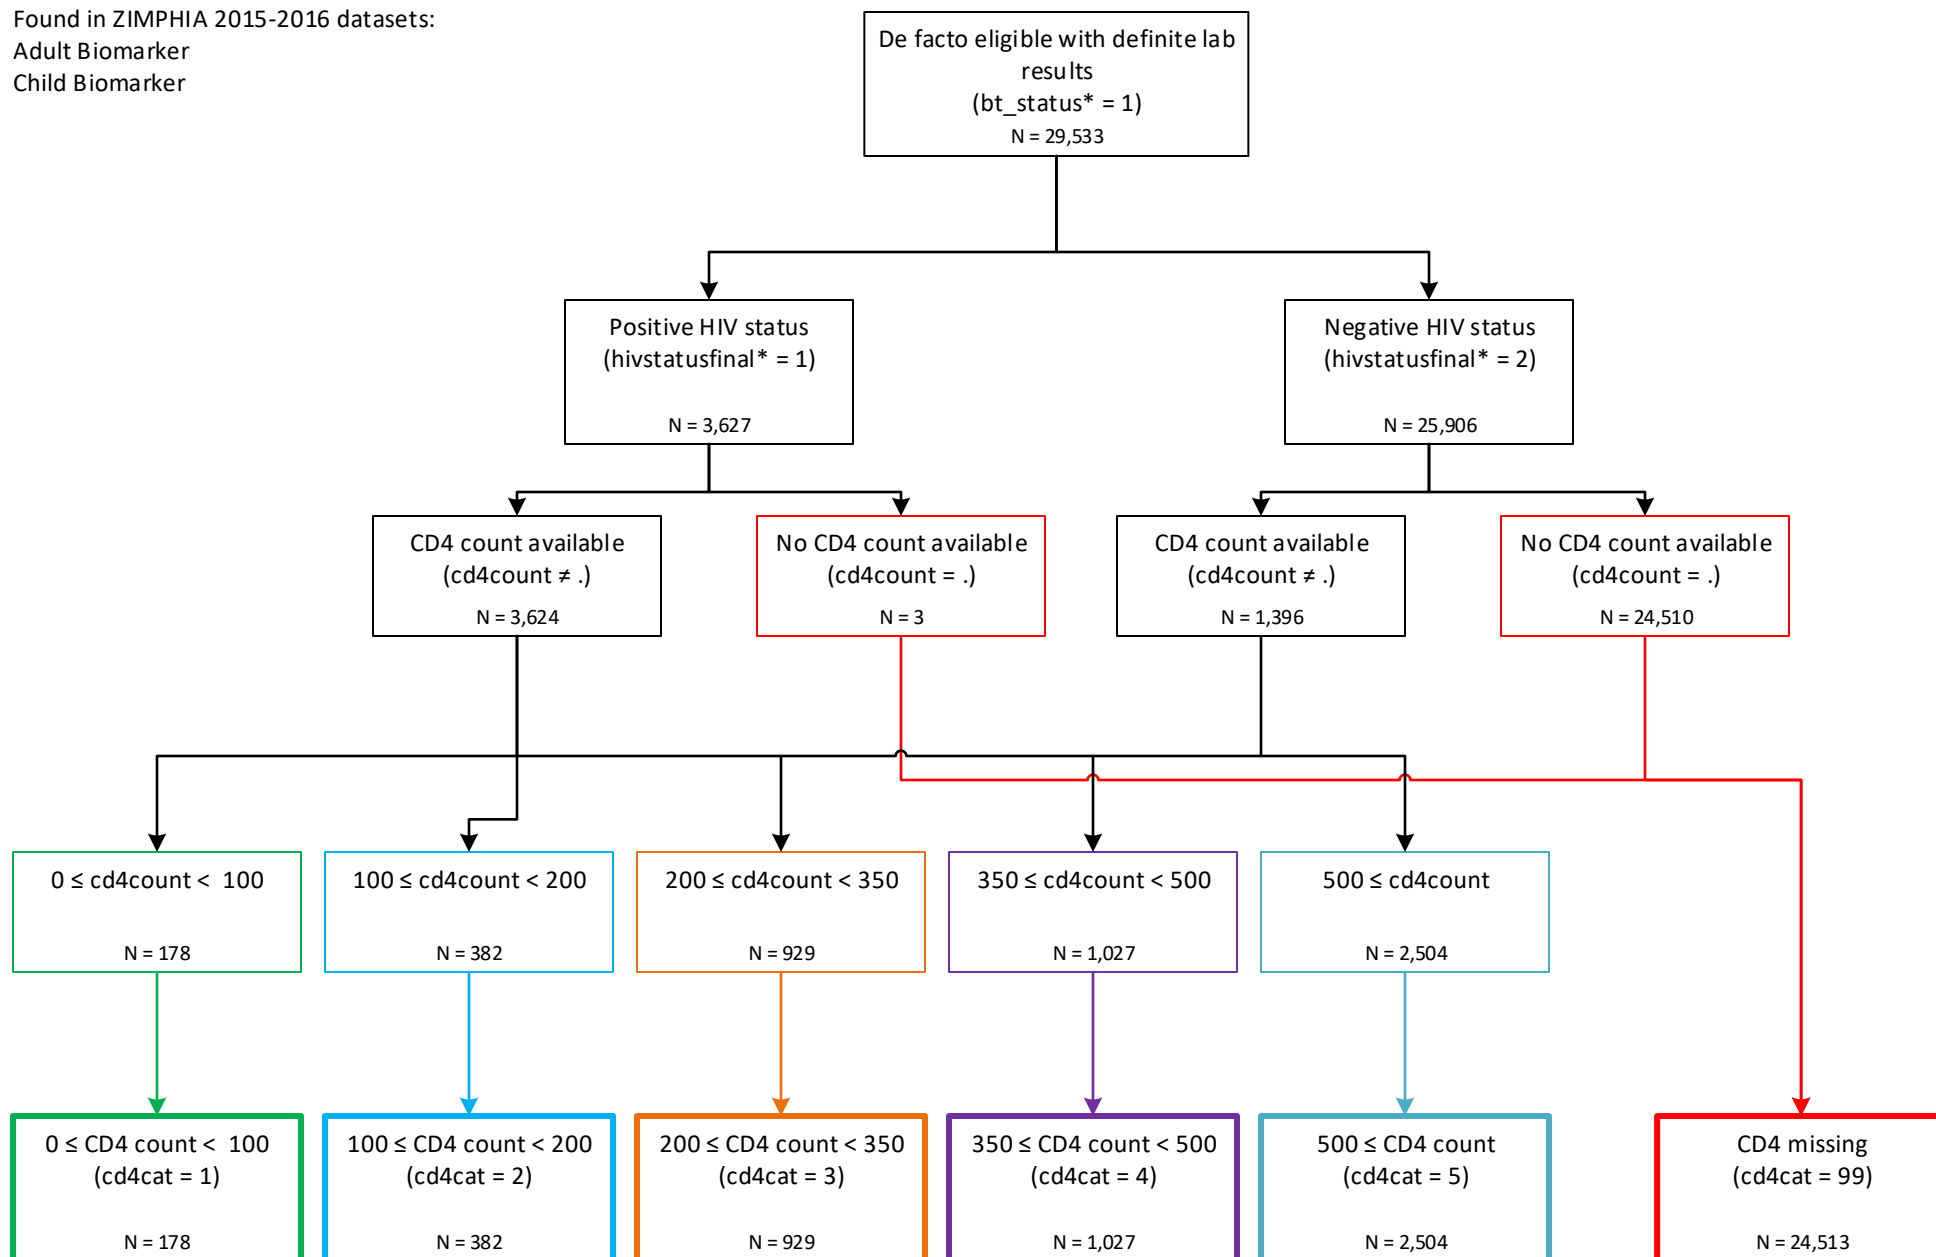 Found in ZIMPHIA 2015-2016 datasets:
Adult Biomarker
Child Biomarker
De facto eligible with definite lab
results
(bt_status* = 1)
N = 29,533
Positive HIV status
(hivstatusfinal* = 1)
N = 3,627
Negative HIV status
(hivstatusfinal* = 2)
N = 25,906
CD4 count available
(cd4count ≠ .)
N = 3,624
No CD4 count available
(cd4count = .)
N = 3
CD4 count available
(cd4count ≠ .)
N = 1,396
No CD4 count available
(cd4count = .)
N = 24,510
0 ≤ cd4count < 100
N = 178
100 ≤ cd4count < 200
N = 382
200 ≤ cd4count < 350
N = 929
350 ≤ cd4count < 500
N = 1,027
500 ≤ cd4count
N = 2,504
0 ≤ CD4 count < 100
(cd4cat = 1)
N = 178
100 ≤ CD4 count < 200
(cd4cat = 2)
N = 382
200 ≤ CD4 count < 350
(cd4cat = 3)
N = 929
350 ≤ CD4 count < 500
(cd4cat = 4)
N = 1,027
500 ≤ CD4 count
(cd4cat = 5)
N = 2,504
CD4 missing
(cd4cat = 99)
N = 24,513